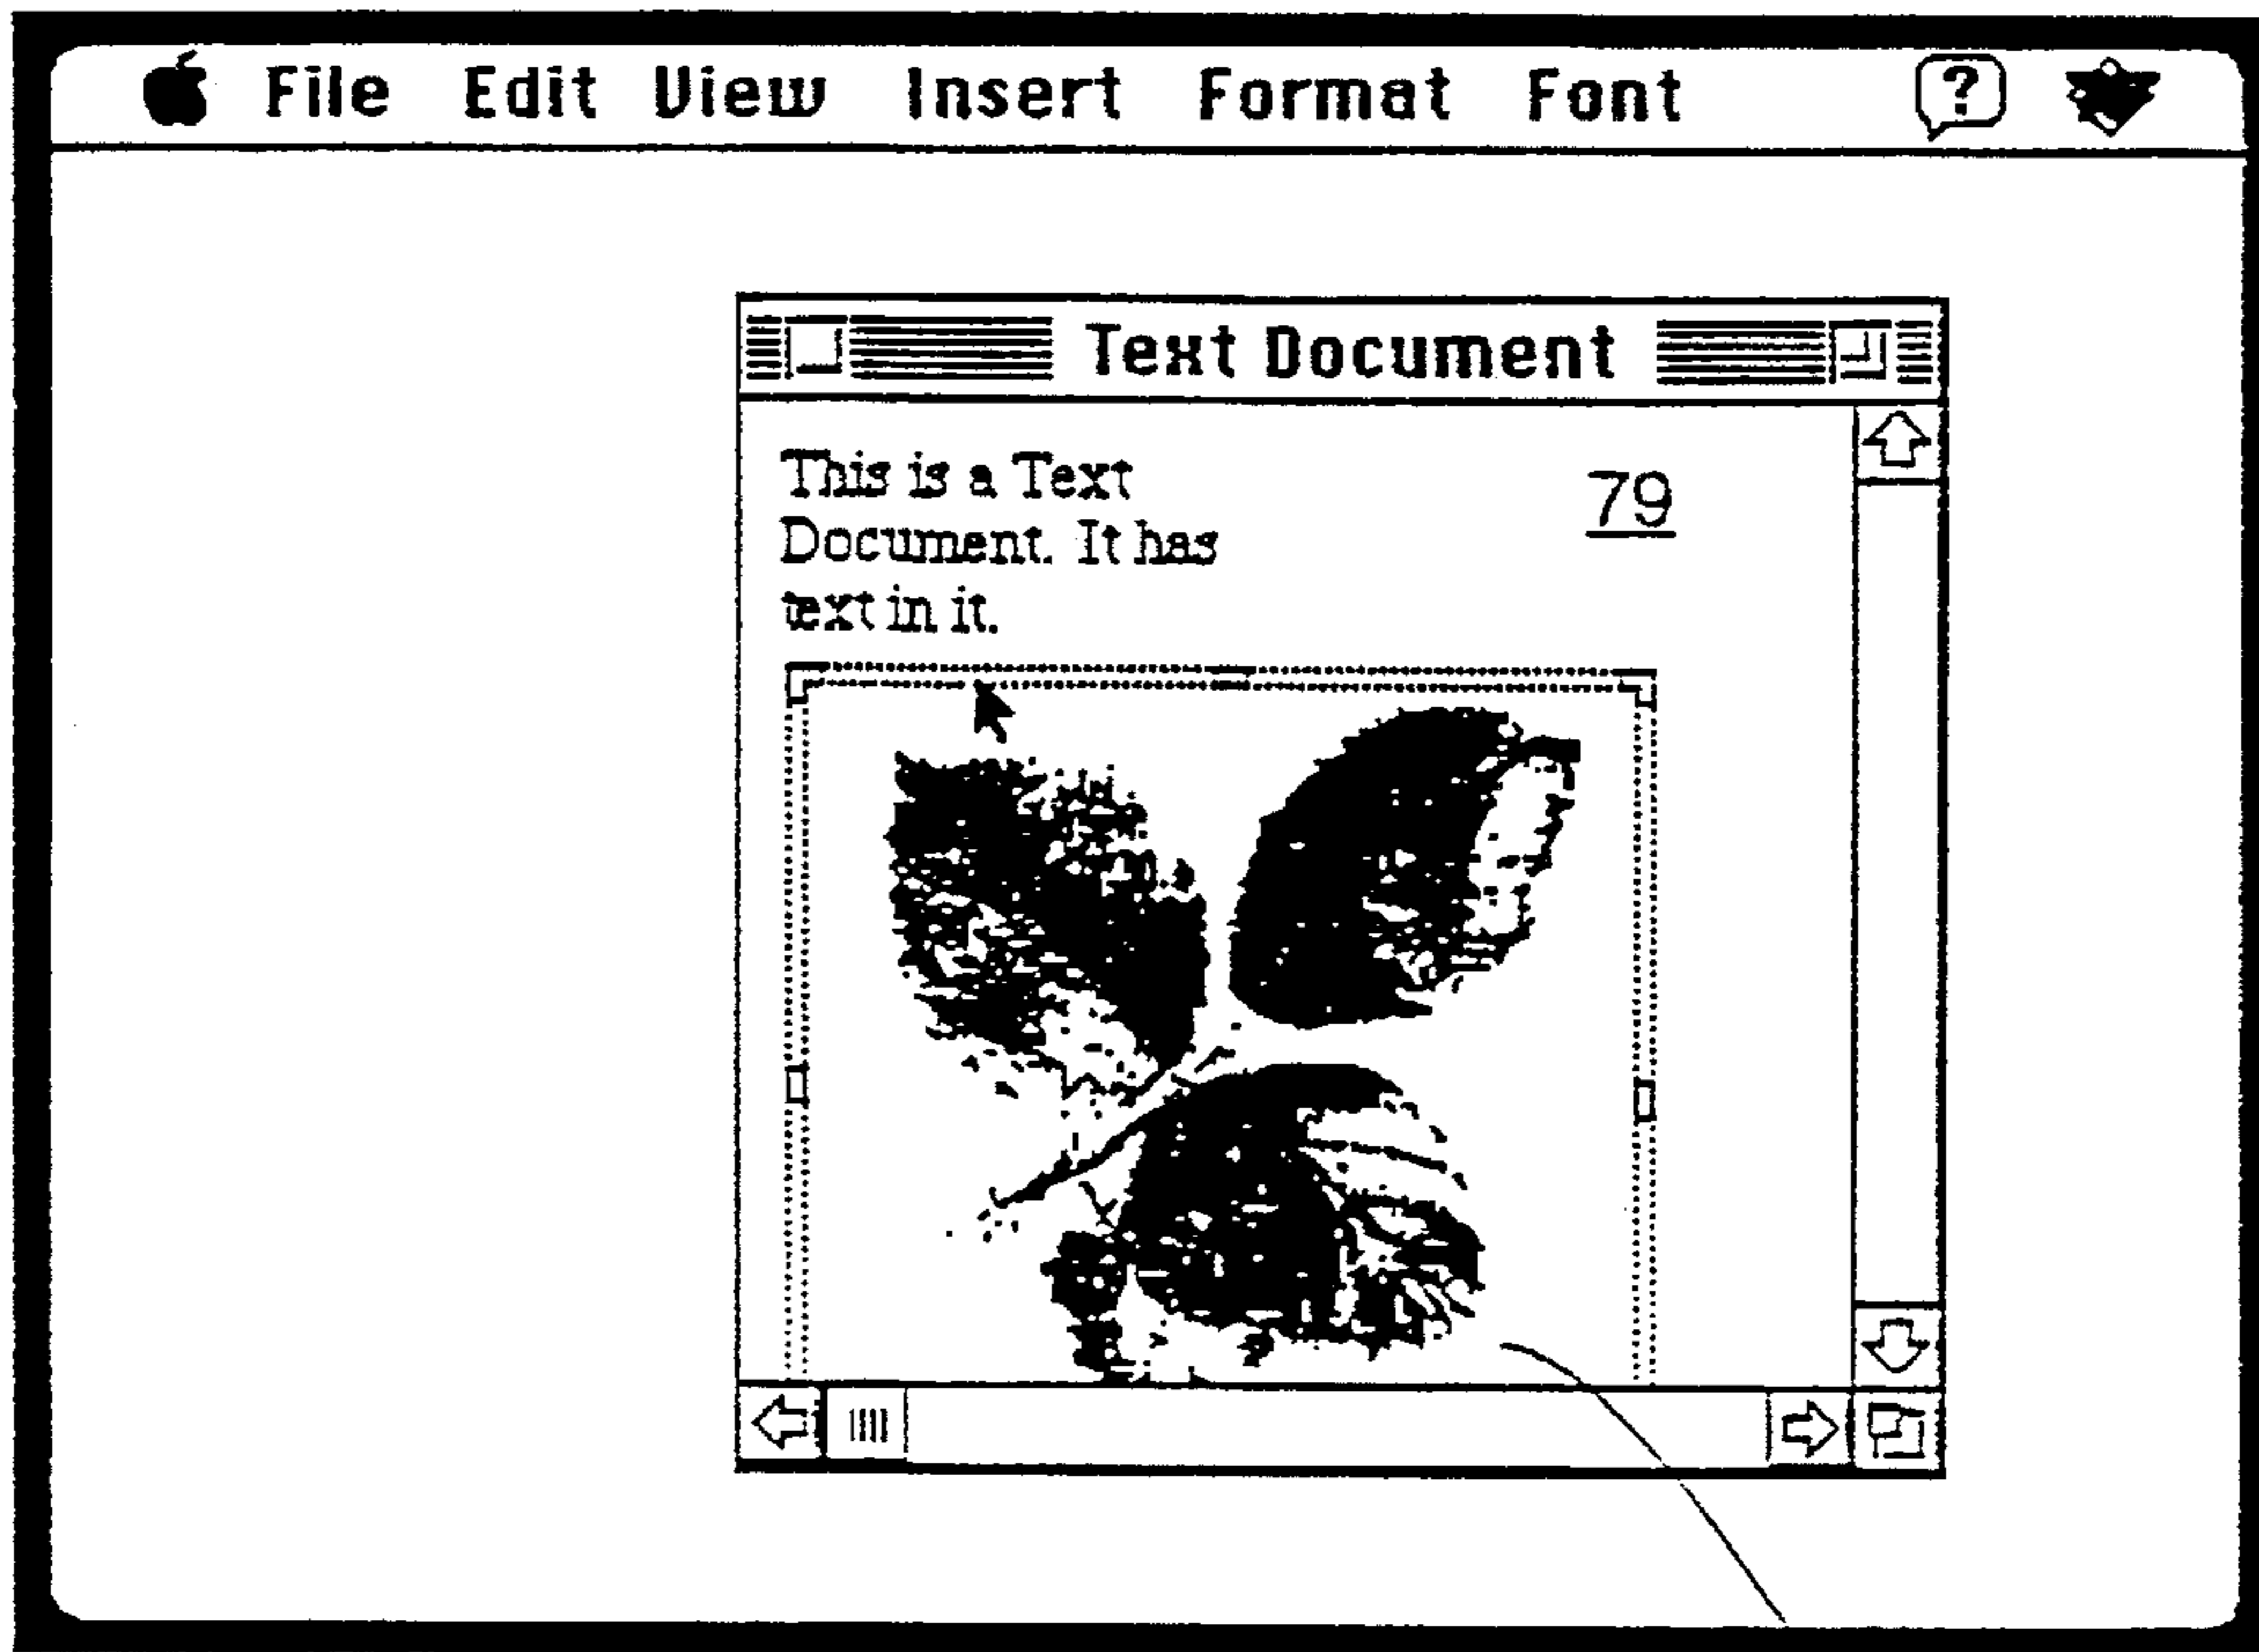 File Edit View Insert Format Font ?
Text Document
This is a Text
Document. It has
text in it.
79